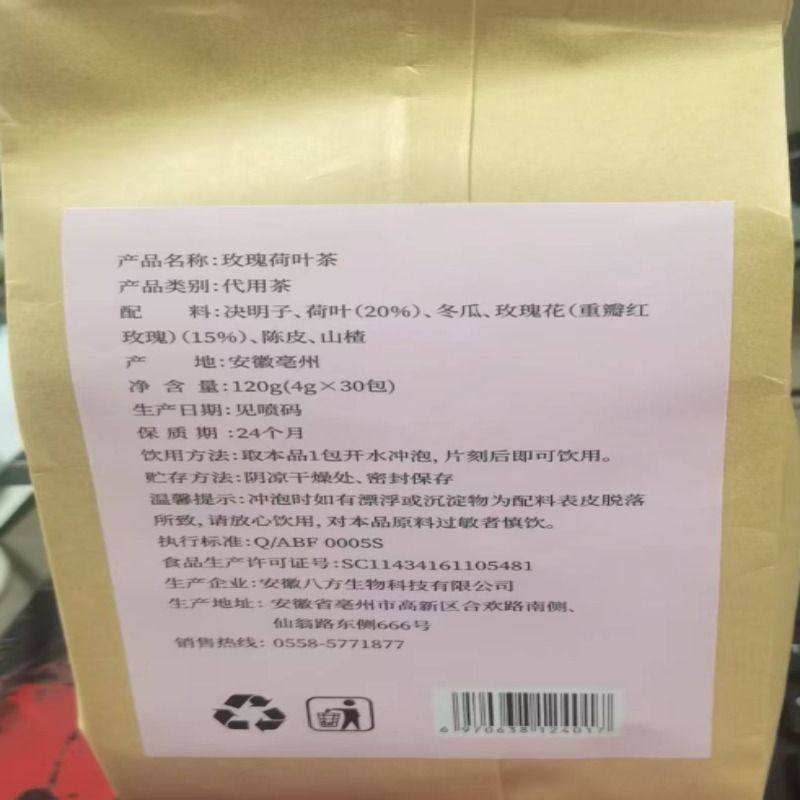 产品名称:玫瑰荷叶茶
产品类别:代用茶
配 料:决明子、荷叶(20%)、冬瓜、玫瑰花(重瓣红
玫瑰)(15%)、陈皮、山楂
产 地:安徽亳州
净 含 量:120g(4g×30包)
生产日期:见喷码
保 质 期:24个月
饮用方法:取本品1包开水冲泡,片刻后即可饮用。
贮存方法:阴凉干燥处、密封保存
温馨提示:冲泡时如有漂浮或沉淀物为配料表皮脱落
所致,请放心饮用,对本品原料过敏者慎饮。
执行标准:Q/ABF 0005S
食品生产许可证号:SC11434161105481
生产企业:安徽八方生物科技有限公司
生产地址: 安徽省亳州市高新区合欢路南侧、
仙翁路东侧666号
销售热线: 0558-5771877
6 970638 124017